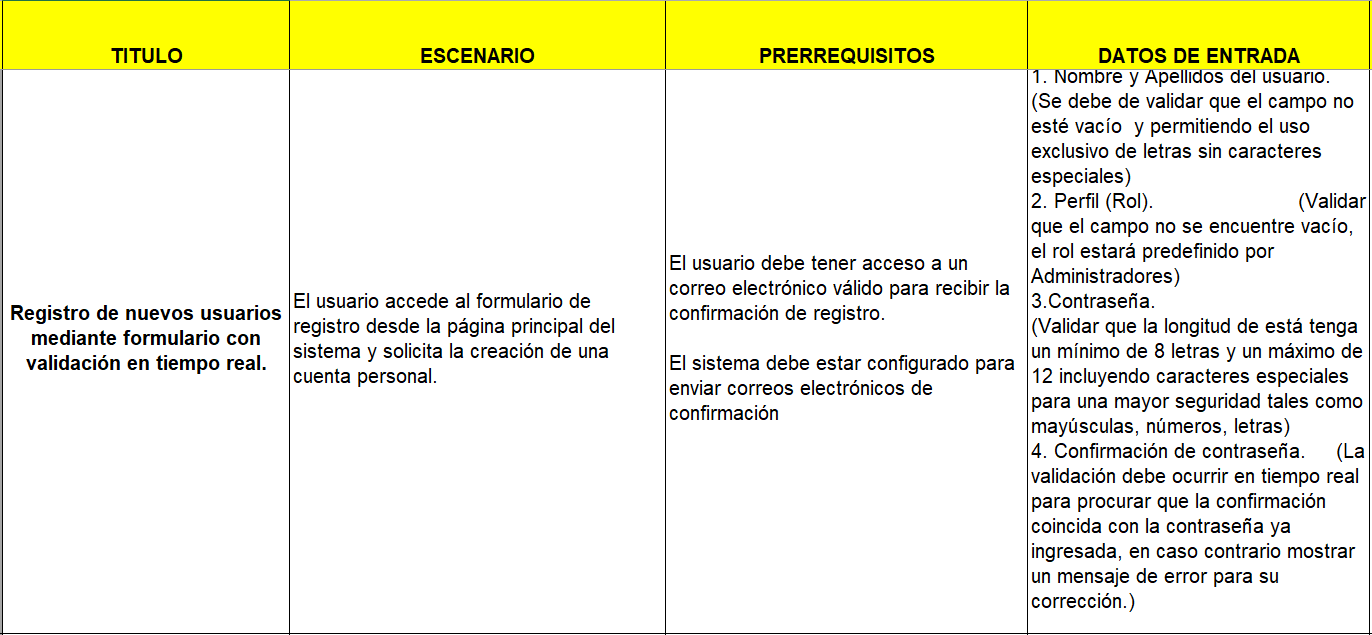 TITULO
ESCENARIO
PRERREQUISITOS
DATOS DE ENTRADA
Registro de nuevos usuarios
mediante formulario con
validación en tiempo real.
El usuario accede al formulario de
registro desde la página principal del
sistema y solicita la creación de una
cuenta personal.
El usuario debe tener acceso a un
correo electrónico válido para recibir la
confirmación de registro.
El sistema debe estar configurado para
enviar correos electrónicos de
confirmación
1. Nombre y Apellidos del usuario.
(Se debe de validar que el campo no
esté vacío  y permitiendo el uso
exclusivo de letras sin caracteres
especiales)
2. Perfil (Rol). (Validar
que el campo no se encuentre vacío,
el rol estará predefinido por
Administradores)
3.Contraseña.
(Validar que la longitud de está tenga
un mínimo de 8 letras y un máximo de
12 incluyendo caracteres especiales
para una mayor seguridad tales como
mayúsculas, números, letras)
4. Confirmación de contraseña. (La
validación debe ocurrir en tiempo real
para procurar que la confirmación
coincida con la contraseña ya
ingresada, en caso contrario mostrar
un mensaje de error para su
corrección.)